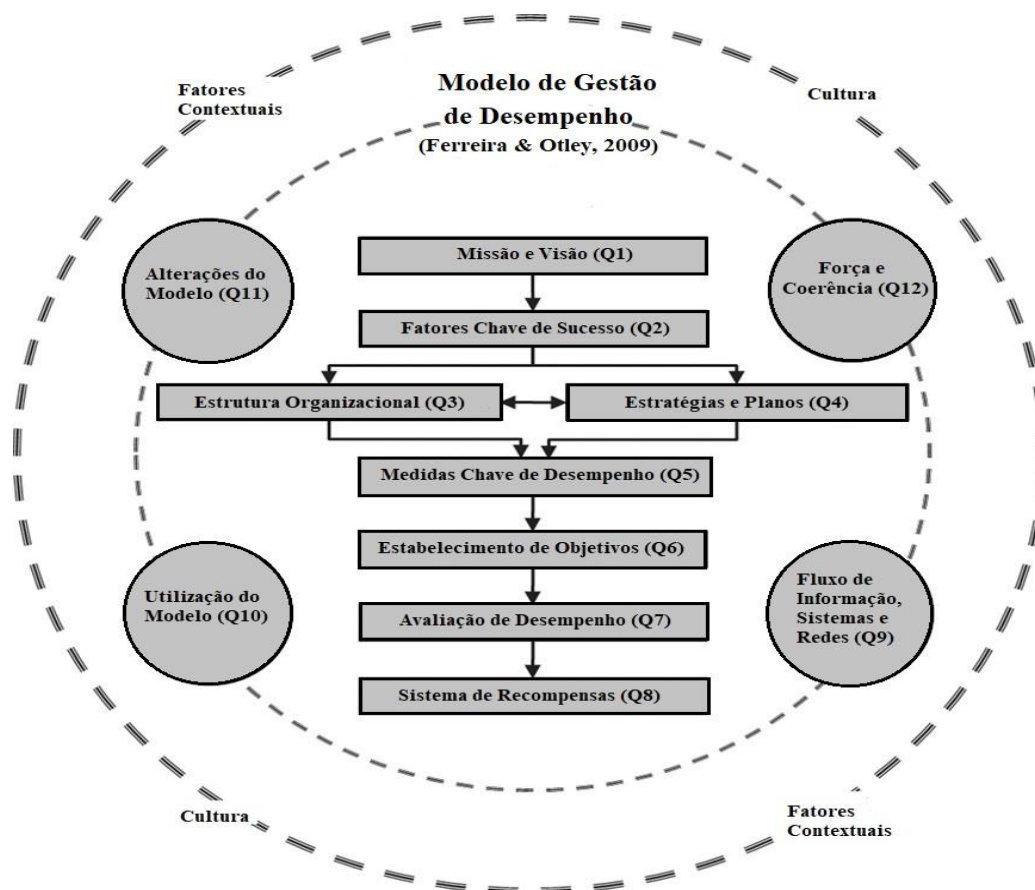 Modelo de Gestão
de Desempenho
(Ferreira & Otley, 2009)
Fatores
Contextuais
Cultura
Alterações do
Modelo (Q11)
Missão e Visão (Q1)
Força e
Coerência (Q12)
Fatores Chave de Sucesso (Q2)
Estrutura Organizacional (Q3)
Estratégias e Planos (Q4)
Medidas Chave de Desempenho (Q5)
Estabelecimento de Objetivos (Q6)
Utilização do
Modelo (Q10)
Fluxo de
Informação,
Sistemas e
Redes (Q9)
Avaliação de Desempenho (Q7)
Sistema de Recompensas (Q8)
Cultura
Fatores
Contextuais